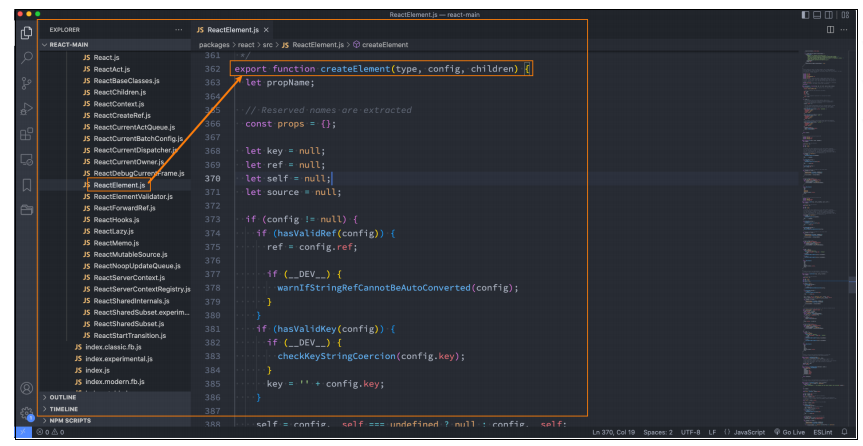 ReactElement.js — react-main
EXPLORER
REACT-MAIN
JS React.js
JS ReactAct.js
JS ReactBaseClasses.js
JS ReactChildren.js
JS ReactContext.js
JS ReactCreateRef.js
JS ReactCurrentActQueue.js
JS ReactCurrentBatchConfig.js
JS ReactCurrentDispatcher.js
JS ReactCurrentOwner.js
JS ReactDebugCurrentFrame.js
JS ReactElement.js
JS ReactElementValidator.js
JS ReactForwardRef.js
JS ReactHooks.js
JS ReactLazy.js
JS ReactMemo.js
JS ReactMutableSource.js
JS ReactNoopUpdateQueue.js
JS ReactServerContext.js
JS ReactServerContextRegistry.js
JS ReactSharedInternals.js
JS ReactSharedSubset.experim...
JS ReactSharedSubset.js
JS ReactStartTransition.js
JS index.classic.fb.js
JS index.experimental.js
JS index.js
JS index.modern.fb.js
OUTLINE
TIMELINE
NPM SCRIPTS
JS ReactElement.js ×
packages > react > src > JS ReactElement.js > createElement
361 */
362 export function createElement(type, config, children) {
363 let propName;
364
365 // Reserved names are extracted
366 const props = {};
367
368 let key = null;
369 let ref = null;
370 let self = null;
371 let source = null;
372
373 if (config != null) {
374 if (hasValidRef(config)) {
375 ref = config.ref;
376
377 if (__DEV__) {
378 warnIfStringRefCannotBeAutoConverted(config);
379 }
380 }
381 if (hasValidKey(config)) {
382 if (__DEV__) {
383 checkKeyStringCoercion(config.key);
384 }
385 key = '' + config.key;
386 }
387
388 self = config.__self === undefined ? null : config.__self;
0 0 Ln 370, Col 19 Spaces: 2 UTF-8 LF {} JavaScript Go Live ESLint